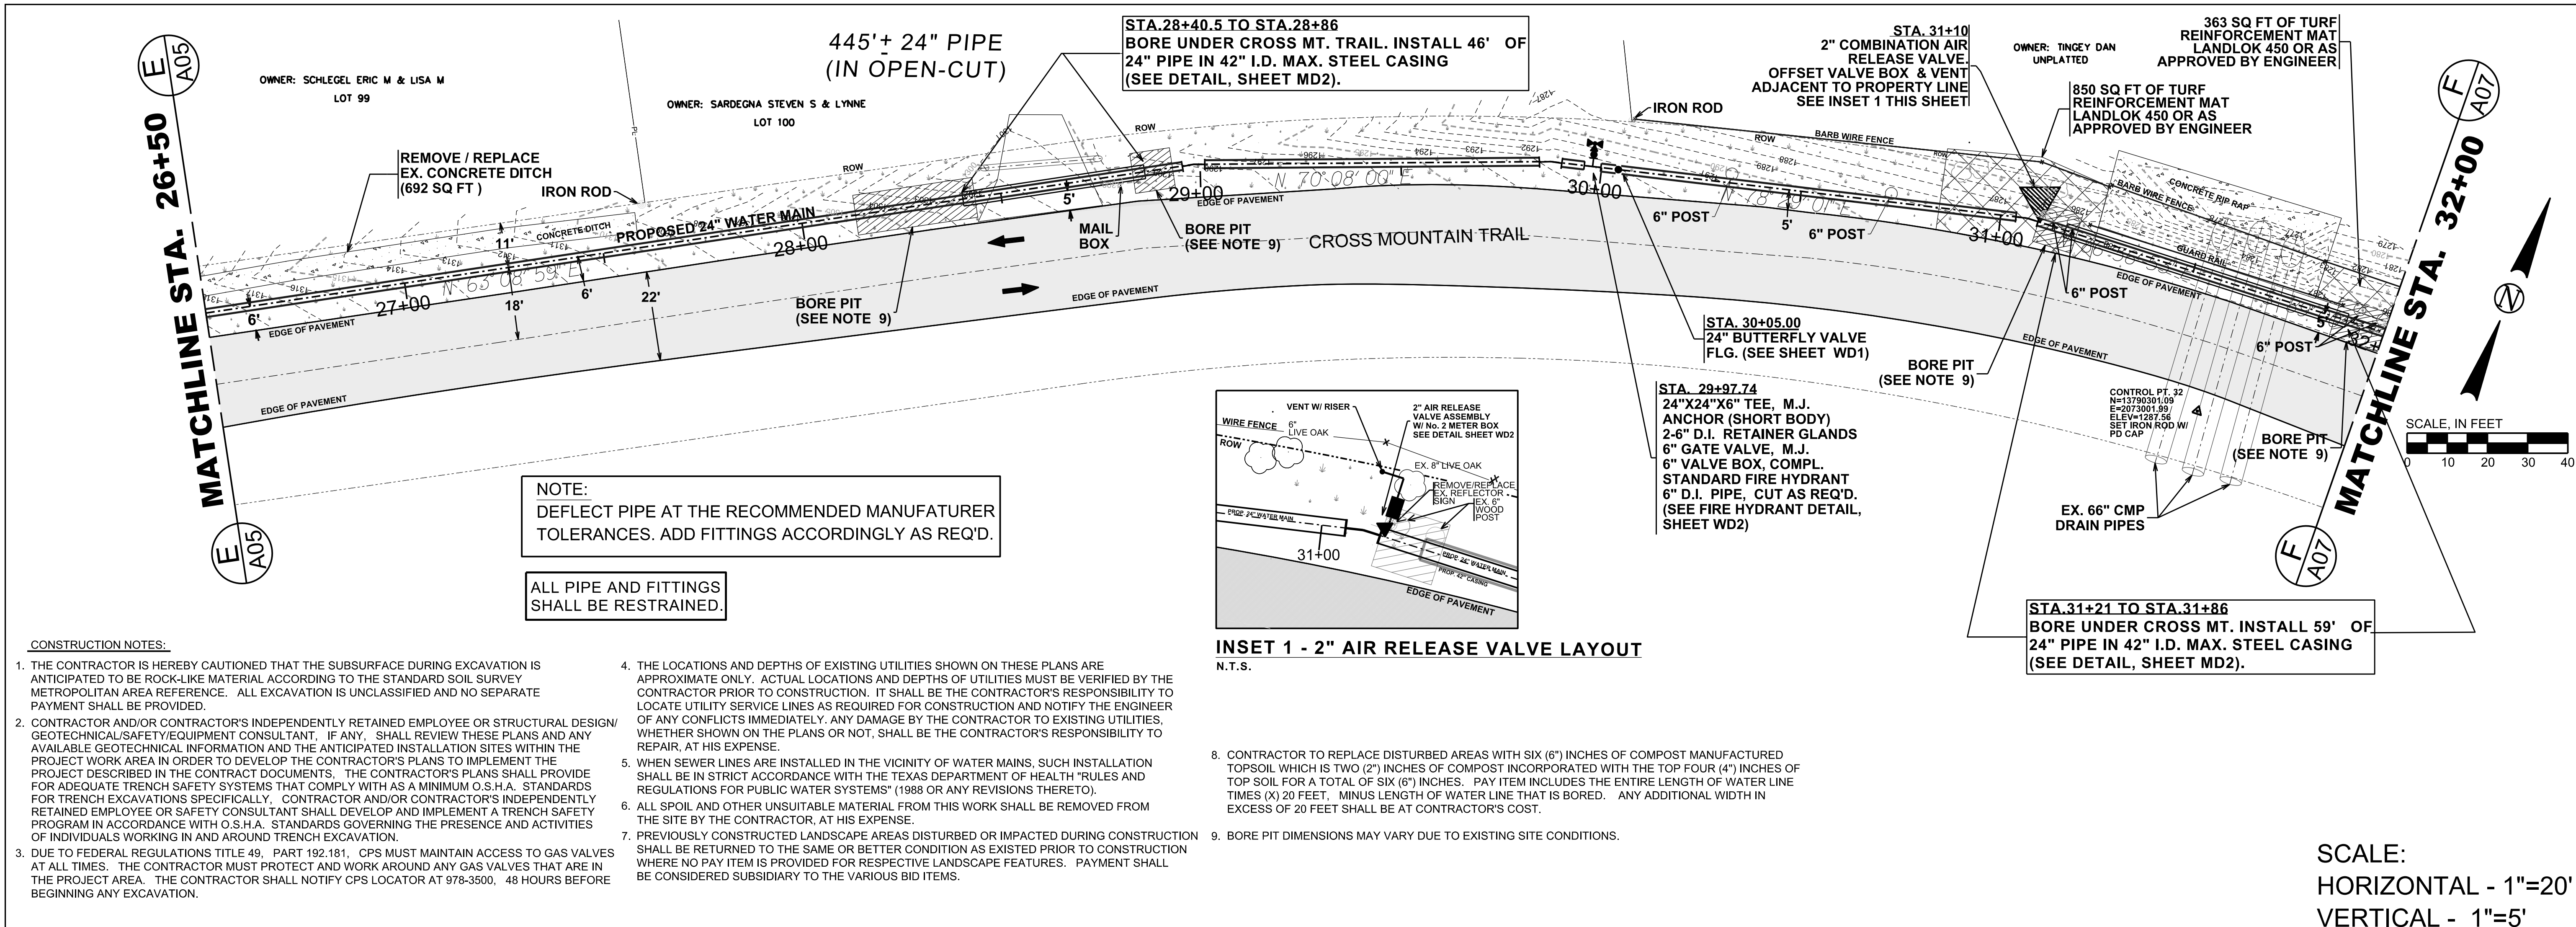 E
A05
MATCHLINE STA. 26+50
E
A05
OWNER: SCHLEGEL ERIC M & LISA M
LOT 99
OWNER: SARDEGNA STEVEN S & LYNNE
LOT 100
445'± 24" PIPE
(IN OPEN-CUT)
STA.28+40.5 TO STA.28+86
BORE UNDER CROSS MT. TRAIL. INSTALL 46' OF
24" PIPE IN 42" I.D. MAX. STEEL CASING
(SEE DETAIL, SHEET MD2).
STA. 31+10
2" COMBINATION AIR
RELEASE VALVE.
OFFSET VALVE BOX & VENT
ADJACENT TO PROPERTY LINE
SEE INSET 1 THIS SHEET
OWNER: TINGEY DAN
UNPLATTED
363 SQ FT OF TURF
REINFORCEMENT MAT
LANDLOK 450 OR AS
APPROVED BY ENGINEER
850 SQ FT OF TURF
REINFORCEMENT MAT
LANDLOK 450 OR AS
APPROVED BY ENGINEER
F
A07
MATCHLINE STA. 32+00
F
A07
REMOVE / REPLACE
EX. CONCRETE DITCH
(692 SQ FT )
IRON ROD
ROW
ROW
IRON ROD
ROW
BARB WIRE FENCE
BARB WIRE FENCE
CONCRETE RIP RAP
GUARD RAIL
11'
CONCRETE DITCH
PROPOSED 24" WATER MAIN
N 63°08'59" E
27+00
28+00
29+00
N 70°08'00" E
30+00
31+00
6'
EDGE OF PAVEMENT
18'
6'
22'
5'
MAIL
BOX
BORE PIT
(SEE NOTE 9)
BORE PIT
(SEE NOTE 9)
EDGE OF PAVEMENT
CROSS MOUNTAIN TRAIL
6" POST
5'
6" POST
6" POST
EDGE OF PAVEMENT
5'
6" POST
EDGE OF PAVEMENT
EDGE OF PAVEMENT
EDGE OF PAVEMENT
STA. 30+05.00
24" BUTTERFLY VALVE
FLG. (SEE SHEET WD1)
BORE PIT
(SEE NOTE 9)
STA. 29+97.74
24"X24"X6" TEE, M.J.
ANCHOR (SHORT BODY)
2-6" D.I. RETAINER GLANDS
6" GATE VALVE, M.J.
6" VALVE BOX, COMPL.
STANDARD FIRE HYDRANT
6" D.I. PIPE, CUT AS REQ'D.
(SEE FIRE HYDRANT DETAIL,
SHEET WD2)
CONTROL PT. 32
N=13790301.09
E=2073001.99
ELEV=1287.56
SET IRON ROD W/
PD CAP
BORE PIT
(SEE NOTE 9)
EX. 66" CMP
DRAIN PIPES
N
SCALE, IN FEET
0 10 20 30 40
STA.31+21 TO STA.31+86
BORE UNDER CROSS MT. INSTALL 59' OF
24" PIPE IN 42" I.D. MAX. STEEL CASING
(SEE DETAIL, SHEET MD2).
NOTE:
DEFLECT PIPE AT THE RECOMMENDED MANUFATURER
TOLERANCES. ADD FITTINGS ACCORDINGLY AS REQ'D.
ALL PIPE AND FITTINGS
SHALL BE RESTRAINED.
VENT W/ RISER
2" AIR RELEASE
VALVE ASSEMBLY
W/ No. 2 METER BOX
SEE DETAIL SHEET WD2
WIRE FENCE
6"
LIVE OAK
ROW
EX. 8" LIVE OAK
REMOVE/REPLACE
EX. REFLECTOR
SIGN
EX. 6"
WOOD
POST
PROP. 24" WATER MAIN
31+00
PROP. 24" WATER MAIN
PROP. 42" CASING
EDGE OF PAVEMENT
INSET 1 - 2" AIR RELEASE VALVE LAYOUT
N.T.S.
CONSTRUCTION NOTES:
1. THE CONTRACTOR IS HEREBY CAUTIONED THAT THE SUBSURFACE DURING EXCAVATION IS
ANTICIPATED TO BE ROCK-LIKE MATERIAL ACCORDING TO THE STANDARD SOIL SURVEY
METROPOLITAN AREA REFERENCE. ALL EXCAVATION IS UNCLASSIFIED AND NO SEPARATE
PAYMENT SHALL BE PROVIDED.
2. CONTRACTOR AND/OR CONTRACTOR'S INDEPENDENTLY RETAINED EMPLOYEE OR STRUCTURAL DESIGN/
GEOTECHNICAL/SAFETY/EQUIPMENT CONSULTANT, IF ANY, SHALL REVIEW THESE PLANS AND ANY
AVAILABLE GEOTECHNICAL INFORMATION AND THE ANTICIPATED INSTALLATION SITES WITHIN THE
PROJECT WORK AREA IN ORDER TO DEVELOP THE CONTRACTOR'S PLANS TO IMPLEMENT THE
PROJECT DESCRIBED IN THE CONTRACT DOCUMENTS, THE CONTRACTOR'S PLANS SHALL PROVIDE
FOR ADEQUATE TRENCH SAFETY SYSTEMS THAT COMPLY WITH AS A MINIMUM O.S.H.A. STANDARDS
FOR TRENCH EXCAVATIONS SPECIFICALLY, CONTRACTOR AND/OR CONTRACTOR'S INDEPENDENTLY
RETAINED EMPLOYEE OR SAFETY CONSULTANT SHALL DEVELOP AND IMPLEMENT A TRENCH SAFETY
PROGRAM IN ACCORDANCE WITH O.S.H.A. STANDARDS GOVERNING THE PRESENCE AND ACTIVITIES
OF INDIVIDUALS WORKING IN AND AROUND TRENCH EXCAVATION.
3. DUE TO FEDERAL REGULATIONS TITLE 49, PART 192.181, CPS MUST MAINTAIN ACCESS TO GAS VALVES
AT ALL TIMES. THE CONTRACTOR MUST PROTECT AND WORK AROUND ANY GAS VALVES THAT ARE IN
THE PROJECT AREA. THE CONTRACTOR SHALL NOTIFY CPS LOCATOR AT 978-3500, 48 HOURS BEFORE
BEGINNING ANY EXCAVATION.
4. THE LOCATIONS AND DEPTHS OF EXISTING UTILITIES SHOWN ON THESE PLANS ARE
APPROXIMATE ONLY. ACTUAL LOCATIONS AND DEPTHS OF UTILITIES MUST BE VERIFIED BY THE
CONTRACTOR PRIOR TO CONSTRUCTION. IT SHALL BE THE CONTRACTOR'S RESPONSIBILITY TO
LOCATE UTILITY SERVICE LINES AS REQUIRED FOR CONSTRUCTION AND NOTIFY THE ENGINEER
OF ANY CONFLICTS IMMEDIATELY. ANY DAMAGE BY THE CONTRACTOR TO EXISTING UTILITIES,
WHETHER SHOWN ON THE PLANS OR NOT, SHALL BE THE CONTRACTOR'S RESPONSIBILITY TO
REPAIR, AT HIS EXPENSE.
5. WHEN SEWER LINES ARE INSTALLED IN THE VICINITY OF WATER MAINS, SUCH INSTALLATION
SHALL BE IN STRICT ACCORDANCE WITH THE TEXAS DEPARTMENT OF HEALTH "RULES AND
REGULATIONS FOR PUBLIC WATER SYSTEMS" (1988 OR ANY REVISIONS THERETO).
6. ALL SPOIL AND OTHER UNSUITABLE MATERIAL FROM THIS WORK SHALL BE REMOVED FROM
THE SITE BY THE CONTRACTOR, AT HIS EXPENSE.
7. PREVIOUSLY CONSTRUCTED LANDSCAPE AREAS DISTURBED OR IMPACTED DURING CONSTRUCTION
SHALL BE RETURNED TO THE SAME OR BETTER CONDITION AS EXISTED PRIOR TO CONSTRUCTION
WHERE NO PAY ITEM IS PROVIDED FOR RESPECTIVE LANDSCAPE FEATURES. PAYMENT SHALL
BE CONSIDERED SUBSIDIARY TO THE VARIOUS BID ITEMS.
8. CONTRACTOR TO REPLACE DISTURBED AREAS WITH SIX (6") INCHES OF COMPOST MANUFACTURED
TOPSOIL WHICH IS TWO (2") INCHES OF COMPOST INCORPORATED WITH THE TOP FOUR (4") INCHES OF
TOP SOIL FOR A TOTAL OF SIX (6") INCHES. PAY ITEM INCLUDES THE ENTIRE LENGTH OF WATER LINE
TIMES (X) 20 FEET, MINUS LENGTH OF WATER LINE THAT IS BORED. ANY ADDITIONAL WIDTH IN
EXCESS OF 20 FEET SHALL BE AT CONTRACTOR'S COST.
9. BORE PIT DIMENSIONS MAY VARY DUE TO EXISTING SITE CONDITIONS.
SCALE:
HORIZONTAL - 1"=20'
VERTICAL - 1"=5'